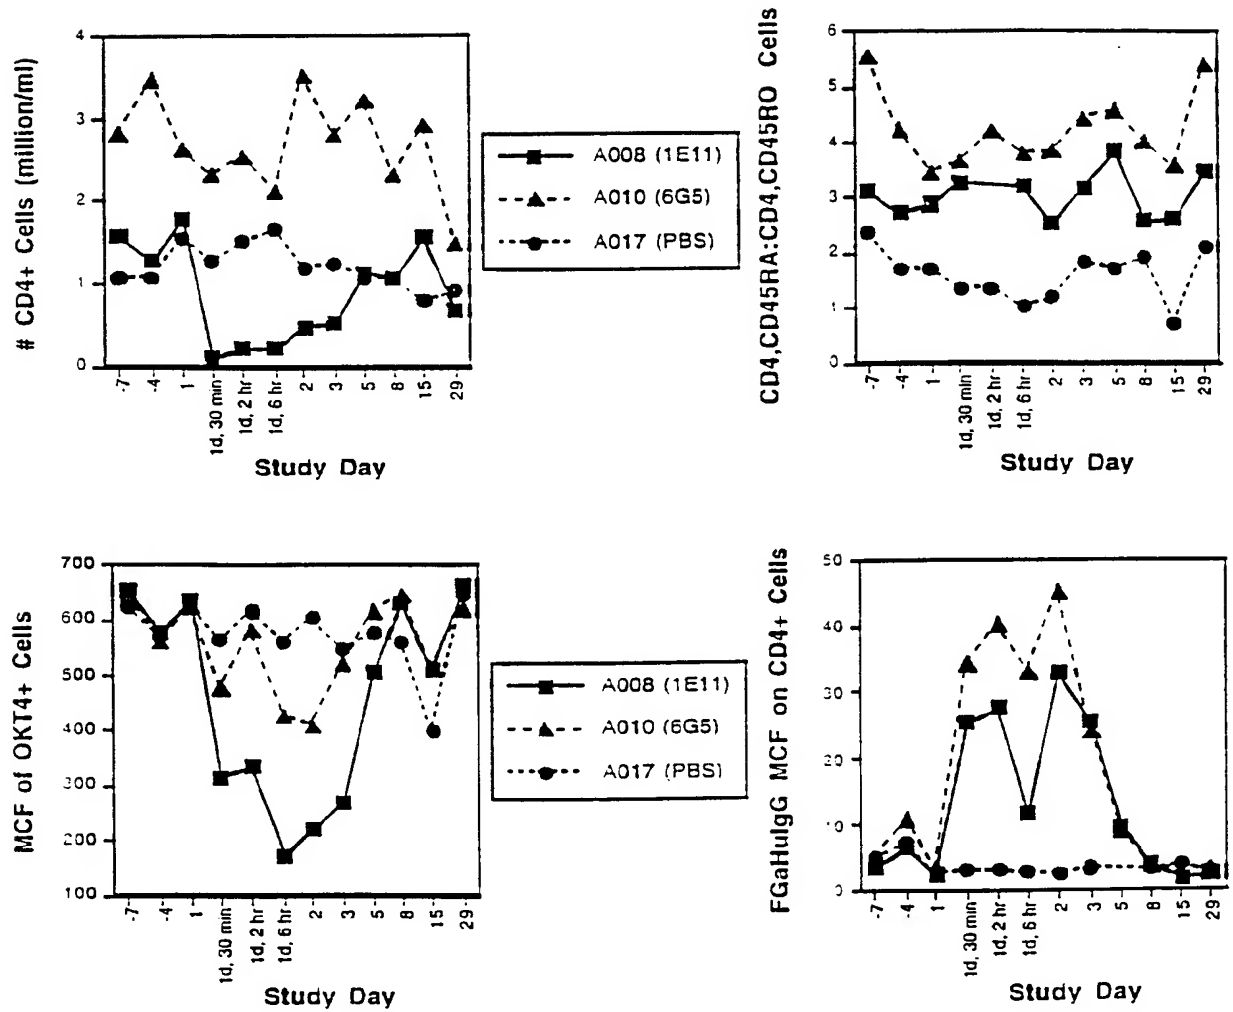 # CD4+ Cells (million/ml)
4
3
2
1
0
-7
-4
1
1d, 30 min
1d, 2 hr
1d, 6 hr
2
3
5
8
15
29
Study Day
A008 (1E11)
A010 (6G5)
A017 (PBS)
CD4,CD45RA:CD4,CD45RO Cells
6
5
4
3
2
1
0
-7
-4
1
1d, 30 min
1d, 2 hr
1d, 6 hr
2
3
5
8
15
29
Study Day
MCF of OKT4+ Cells
700
600
500
400
300
200
100
-7
-4
1
1d, 30 min
1d, 2 hr
1d, 6 hr
2
3
5
8
15
29
Study Day
A008 (1E11)
A010 (6G5)
A017 (PBS)
FGaHuIgG MCF on CD4+ Cells
50
40
30
20
10
0
-7
-4
1
1d, 30 min
1d, 2 hr
1d, 6 hr
2
3
5
8
15
29
Study Day